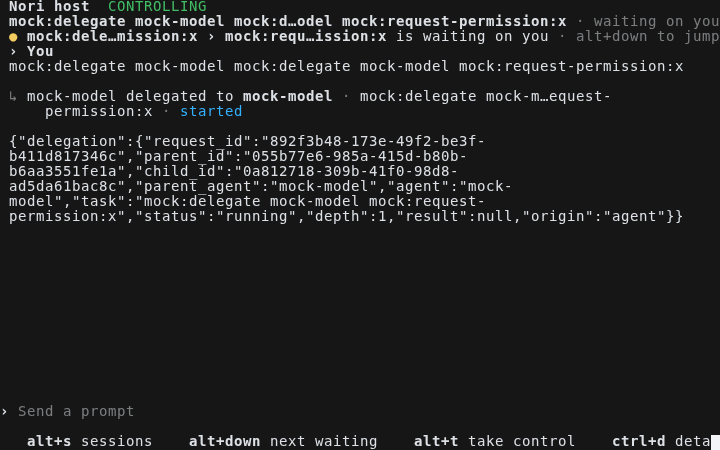 Nori host  CONTROLLING
mock:delegate mock-model mock:d…odel mock:request-permission:x · waiting on you
● mock:dele…mission:x › mock:requ…ission:x is waiting on you · alt+down to jump
› You
mock:delegate mock-model mock:delegate mock-model mock:request-permission:x
↳ mock-model delegated to mock-model · mock:delegate mock-m…equest-
permission:x · started
{"delegation":{"request_id":"892f3b48-173e-49f2-be3f-
b411d817346c","parent_id":"055b77e6-985a-415d-b80b-
b6aa3551fe1a","child_id":"0a812718-309b-41f0-98d8-
ad5da61bac8c","parent_agent":"mock-model","agent":"mock-
model","task":"mock:delegate mock-model mock:request-
permission:x","status":"running","depth":1,"result":null,"origin":"agent"}}
› Send a prompt
alt+s sessions    alt+down next waiting    alt+t take control    ctrl+d deta